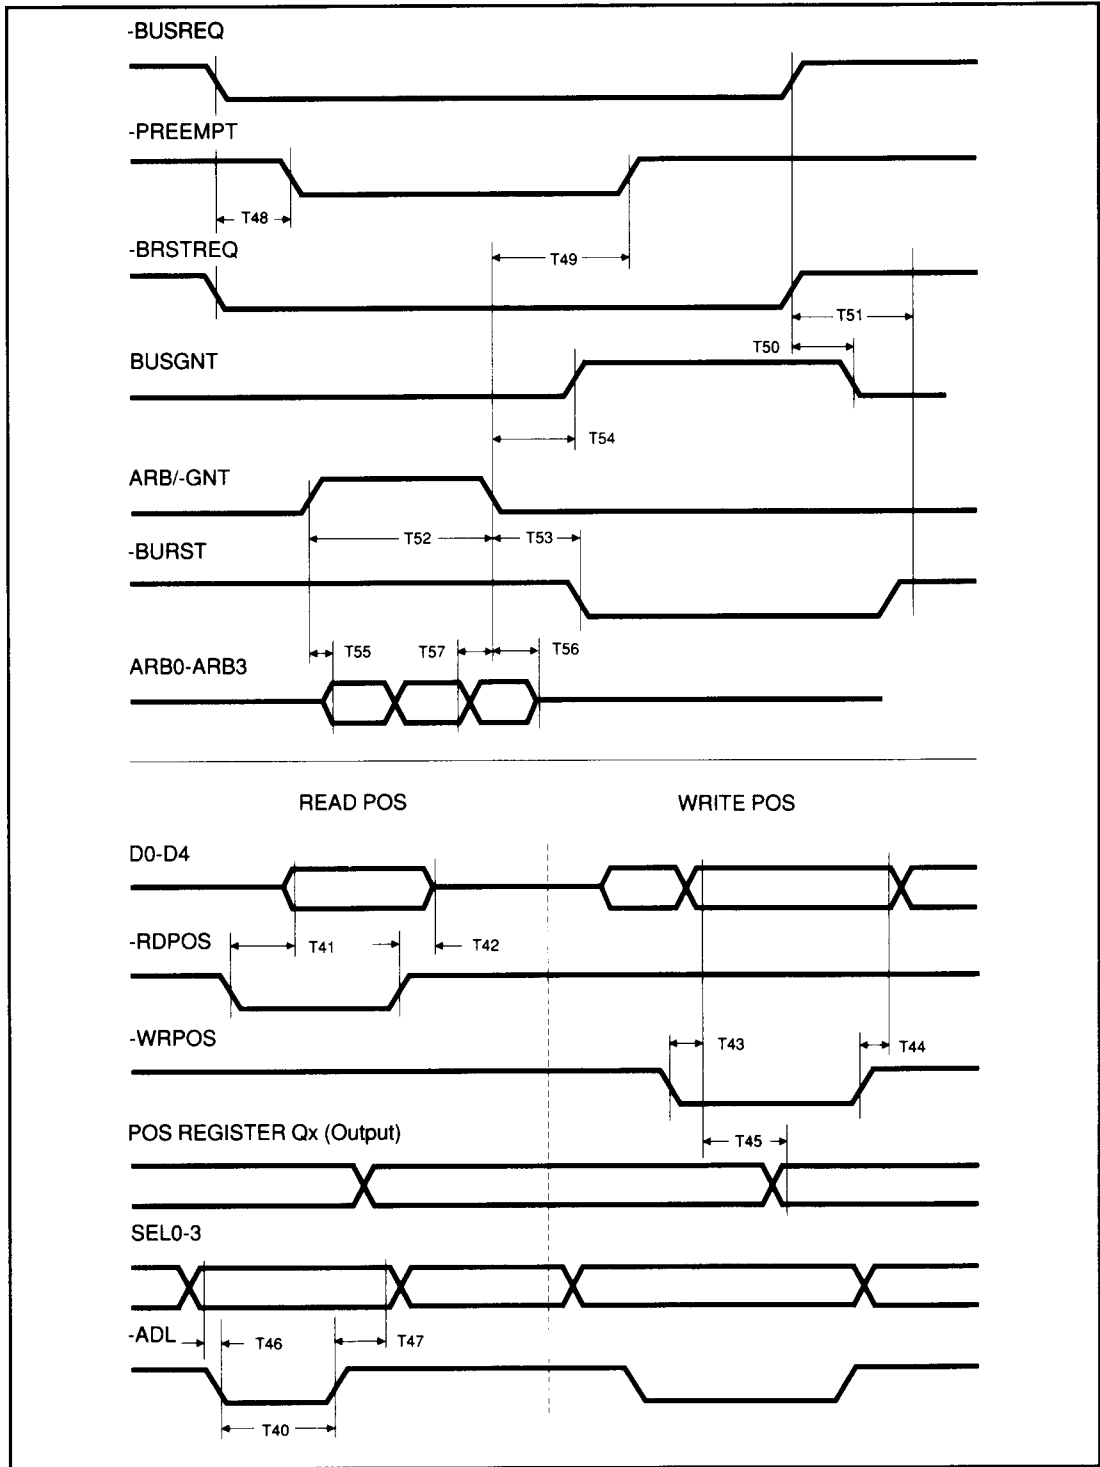 -BUSREQ
-PREEMPT
T48
-BRSTREQ
T49
T51
BUSGNT
T50
T54
ARB/-GNT
T52
T53
-BURST
T55
T57
T56
ARB0-ARB3
READ POS
WRITE POS
D0-D4
-RDPOS
T41
T42
-WRPOS
T43
T44
POS REGISTER Qx (Output)
T45
SEL0-3
-ADL
T46
T47
T40